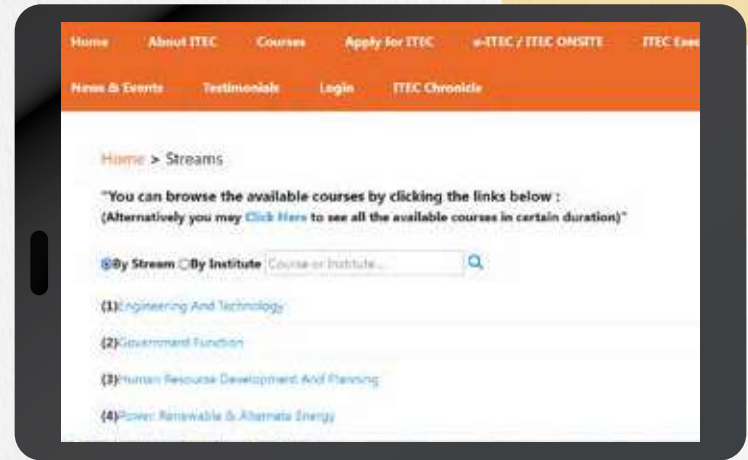 Home About ITEC Courses Apply for ITEC e-ITEC / ITEC ONSITE ITEC Exec
News & Events Testimonials Login ITEC Chronicle
Home > Streams
"You can browse the available courses by clicking the links below :
(Alternatively you may Click Here to see all the available courses in certain duration)"
By Stream By Institute Course or Institute...
(1)Engineering And Technology
(2)Government Function
(3)Human Resource Development And Planning
(4)Power, Renewable & Alternate Energy